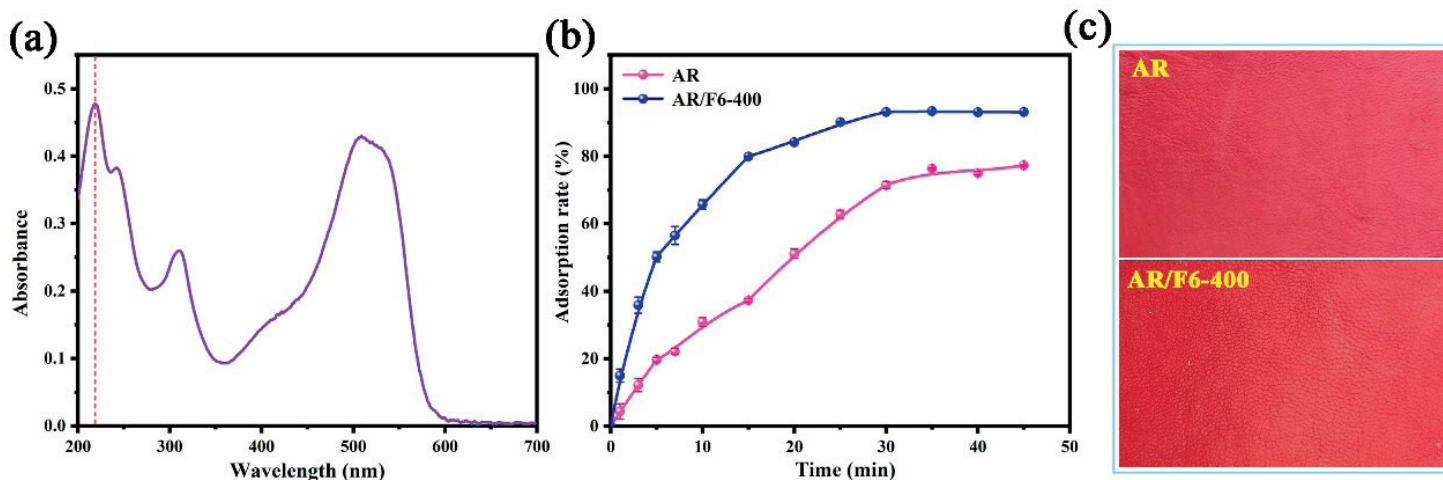 (a)
0.5
0.4
0.3
0.2
0.1
0.0
Absorbance
200 300 400 500 600 700
Wavelength (nm)
(b)
AR
AR/F6-400
100
80
60
40
20
0
Adsorption rate (%)
0 10 20 30 40 50
Time (min)
(c)
AR
AR/F6-400